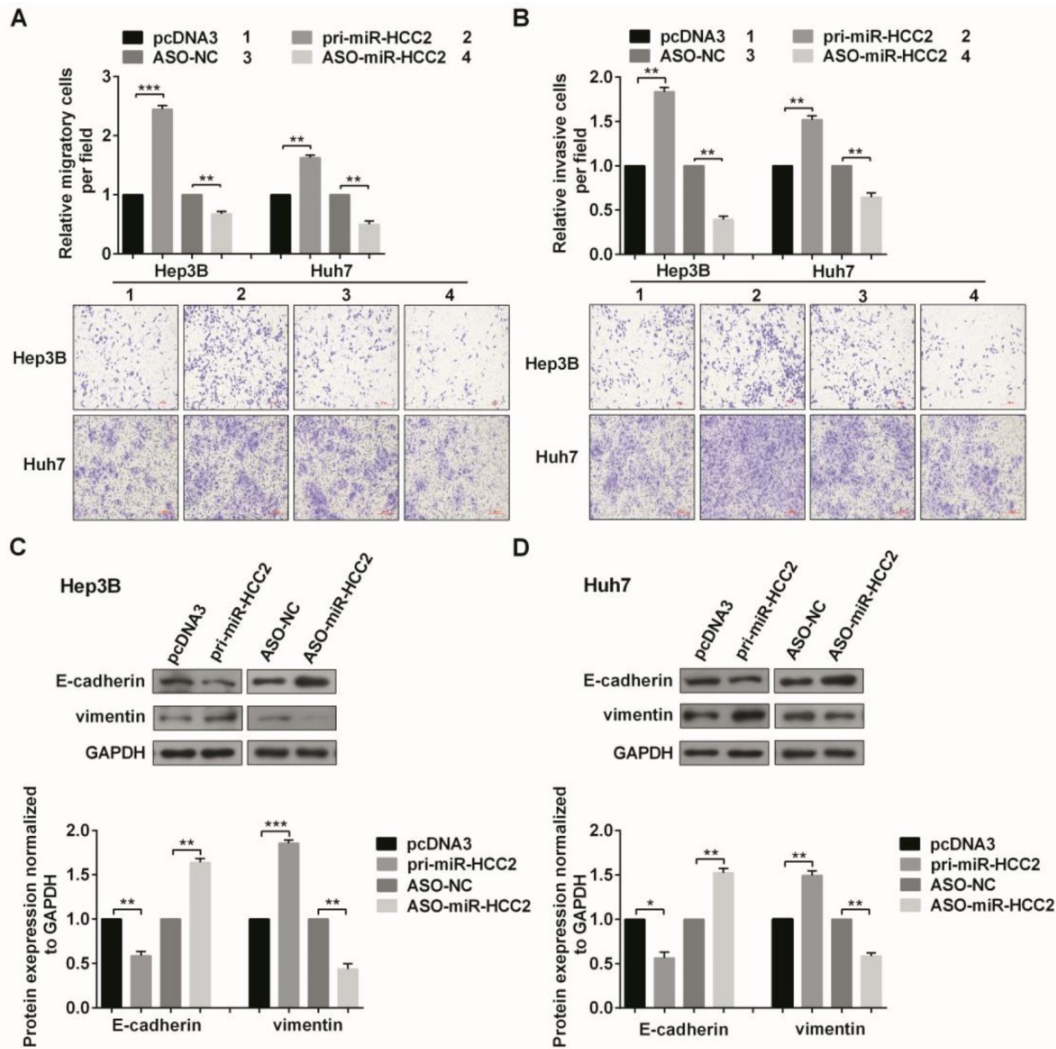 A
pcDNA3 1 pri-miR-HCC2 2
ASO-NC 3 ASO-miR-HCC2 4
Relative migratory cells
per field
3
2
1
0
*** ** ** **
Hep3B Huh7
1 2 3 4
Hep3B
Huh7
B
pcDNA3 1 pri-miR-HCC2 2
ASO-NC 3 ASO-miR-HCC2 4
Relative invasive cells
per field
2.0
1.5
1.0
0.5
0.0
** ** ** **
Hep3B Huh7
1 2 3 4
Hep3B
Huh7
C
Hep3B
pcDNA3
pri-miR-HCC2
ASO-NC
ASO-miR-HCC2
E-cadherin
vimentin
GAPDH
Protein exepression normalized
to GAPDH
2.0
1.5
1.0
0.5
0.0
** ** *** **
E-cadherin vimentin
pcDNA3
pri-miR-HCC2
ASO-NC
ASO-miR-HCC2
D
Huh7
pcDNA3
pri-miR-HCC2
ASO-NC
ASO-miR-HCC2
E-cadherin
vimentin
GAPDH
Protein exepression normalized
to GAPDH
2.0
1.5
1.0
0.5
0.0
* ** ** **
E-cadherin vimentin
pcDNA3
pri-miR-HCC2
ASO-NC
ASO-miR-HCC2